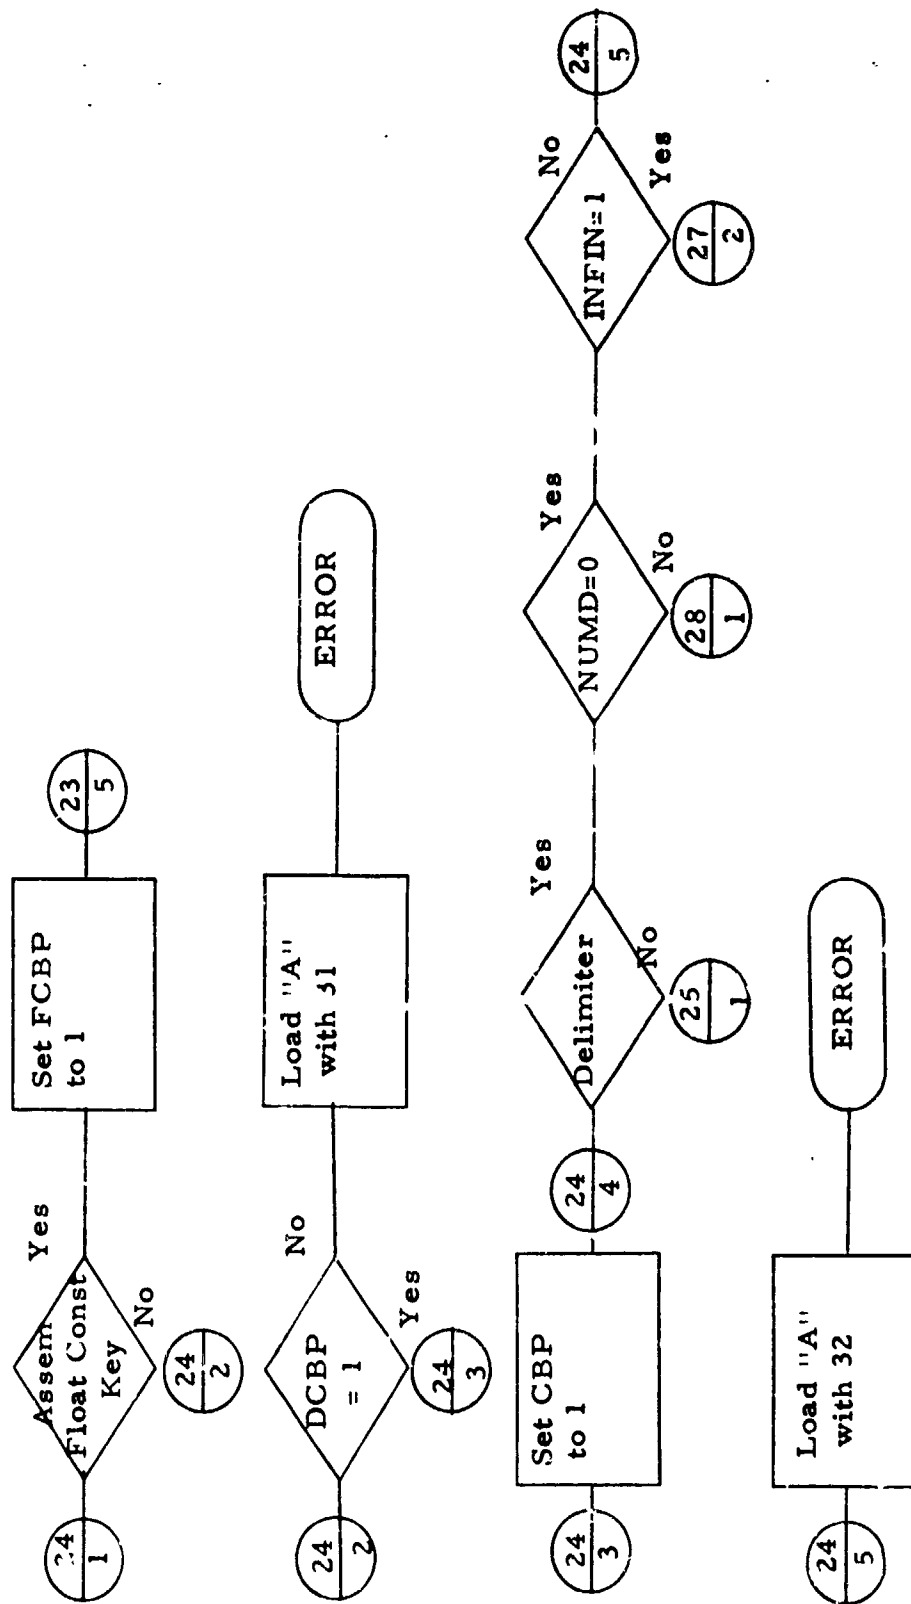 24
1
Assem
Float Const
Key
Yes
No
24
2
Set FCBP
to 1
23
5
24
2
DCBP
= 1
No
Yes
24
3
Load "A"
with 31
ERROR
24
3
Set CBP
to 1
24
4
Delimiter
Yes
No
25
1
NUMD=0
Yes
No
28
1
INFIN=1
No
Yes
27
2
24
5
24
5
Load "A"
with 32
ERROR